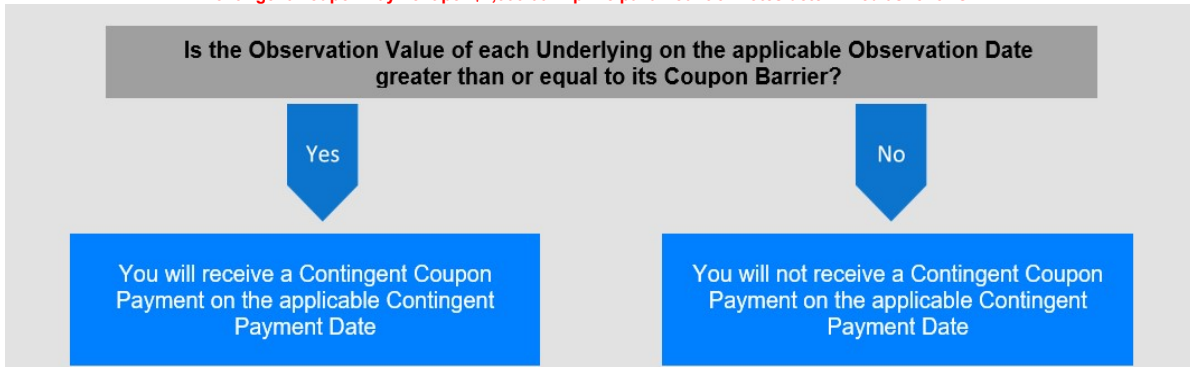 Is the Observation Value of each Underlying on the applicable Observation Date
greater than or equal to its Coupon Barrier?
Yes
No
You will receive a Contingent Coupon
Payment on the applicable Contingent
Payment Date
You will not receive a Contingent Coupon
Payment on the applicable Contingent
Payment Date